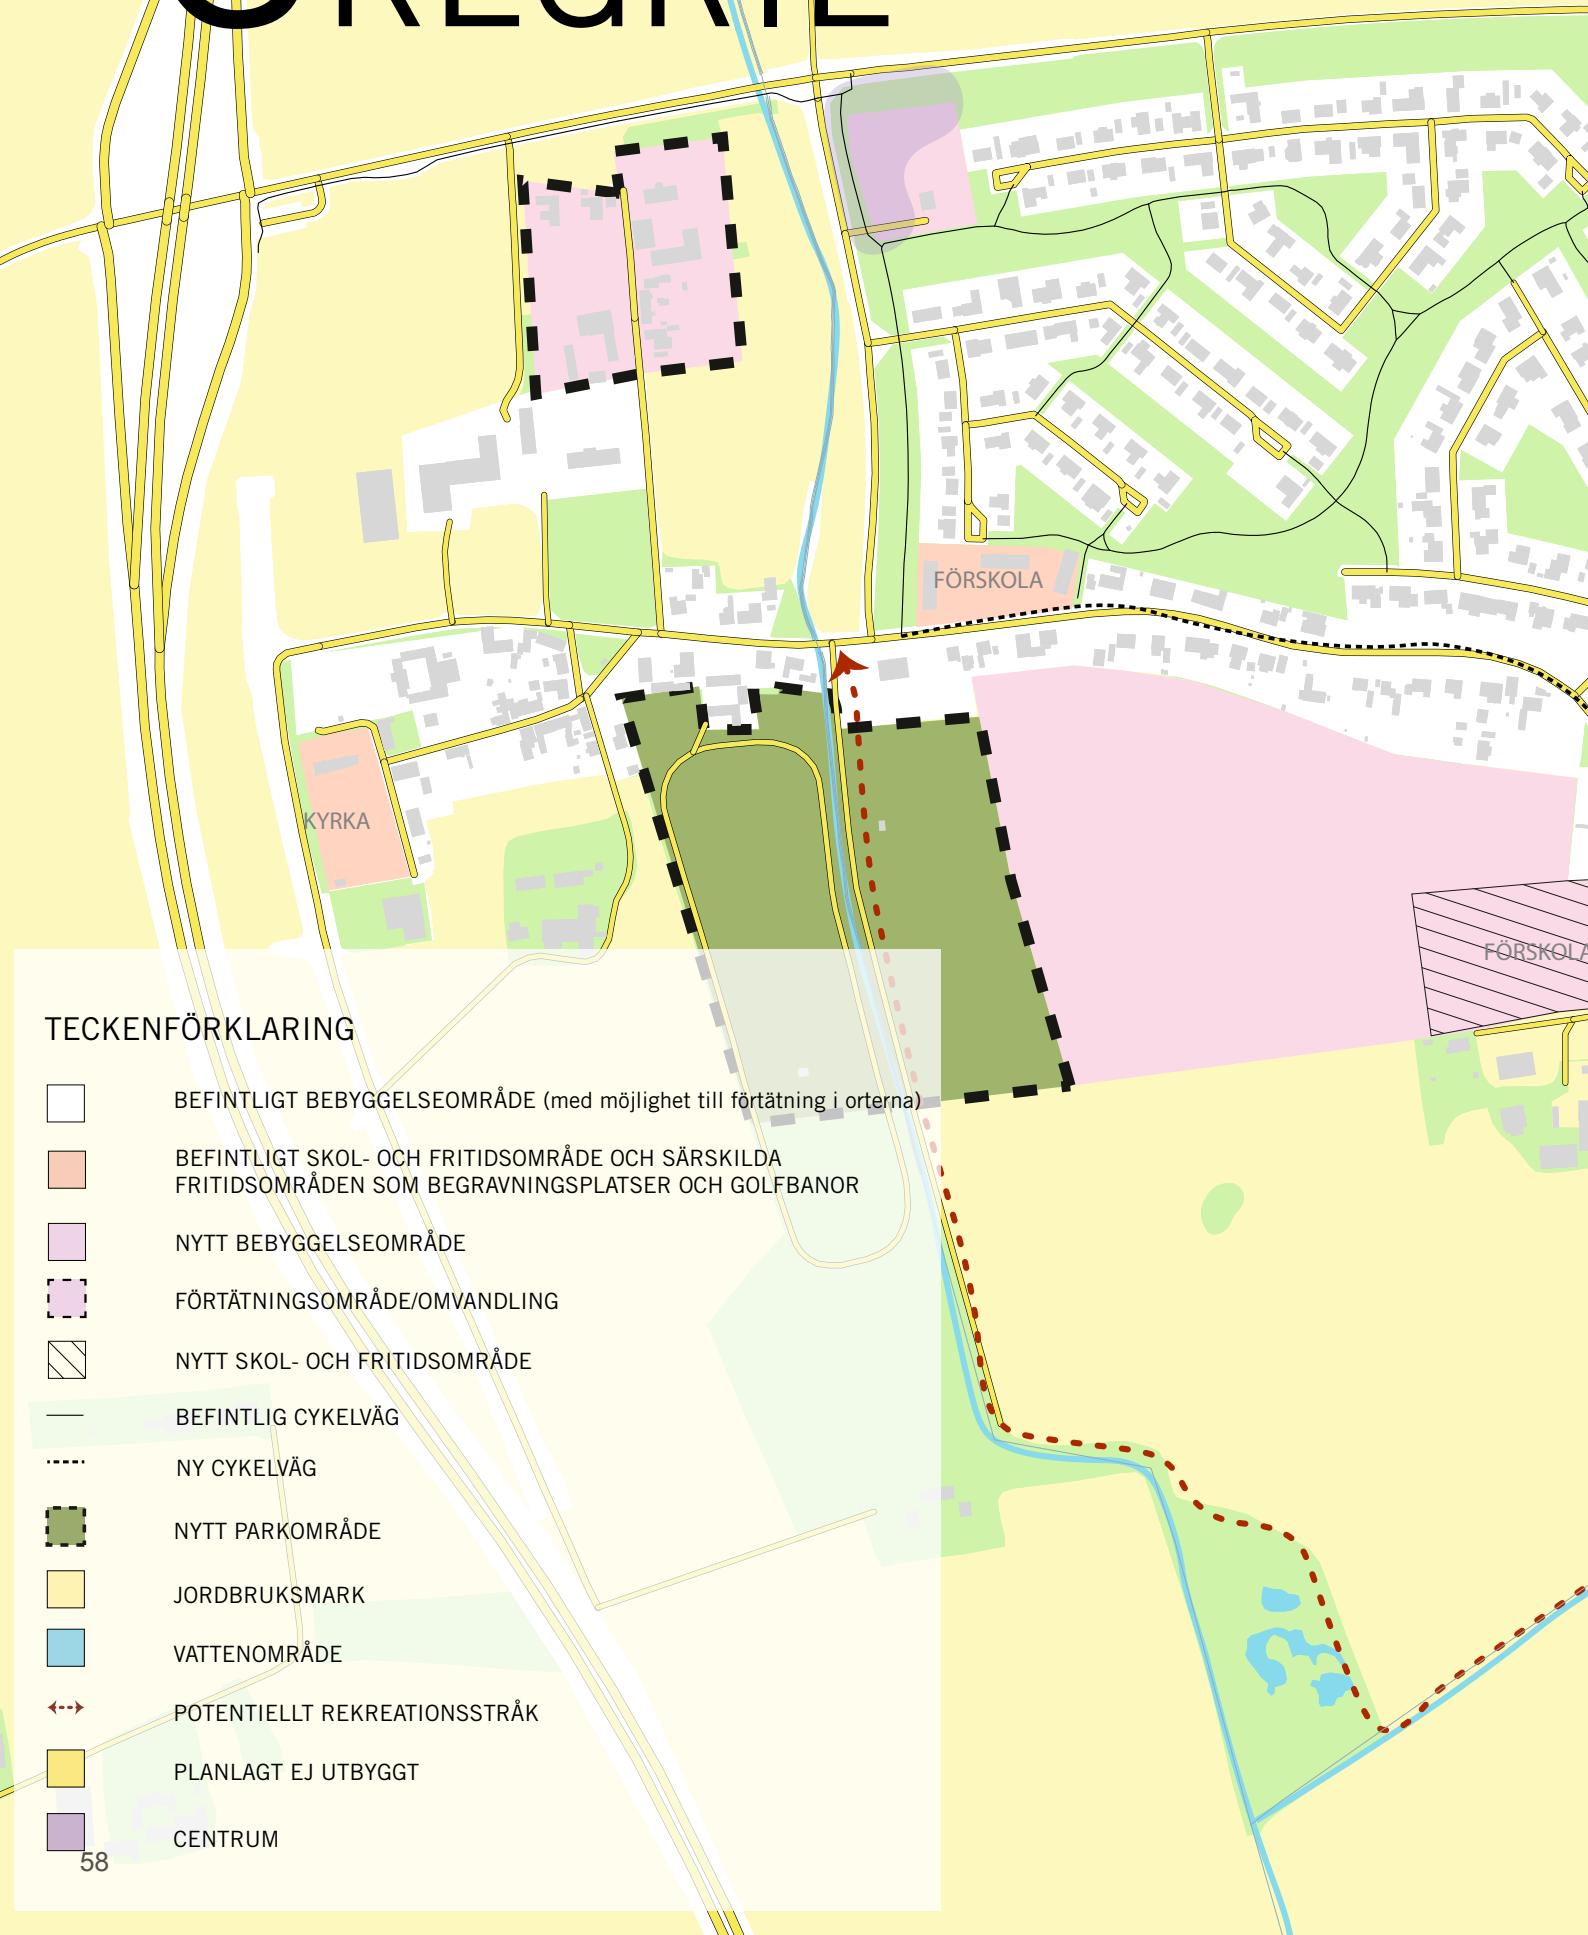 FÖRSKOLA
KYRKA
FÖRSKOLA
TECKENFÖRKLARING
BEFINTLIGT BEBYGGELSEOMRÅDE (med möjlighet till förtätning i orterna)
BEFINTLIGT SKOL- OCH FRITIDSOMRÅDE OCH SÄRSKILDA
FRITIDSOMRÅDEN SOM BEGRAVNINGSPLATSER OCH GOLFBANOR
NYTT BEBYGGELSEOMRÅDE
FÖRTÄTNINGSOMRÅDE/OMVANDLING
NYTT SKOL- OCH FRITIDSOMRÅDE
BEFINTLIG CYKELVÄG
NY CYKELVÄG
NYTT PARKOMRÅDE
JORDBRUKSMARK
VATTENOMRÅDE
POTENTIELLT REKREATIONSSTRÅK
PLANLAGT EJ UTBYGGT
CENTRUM
58